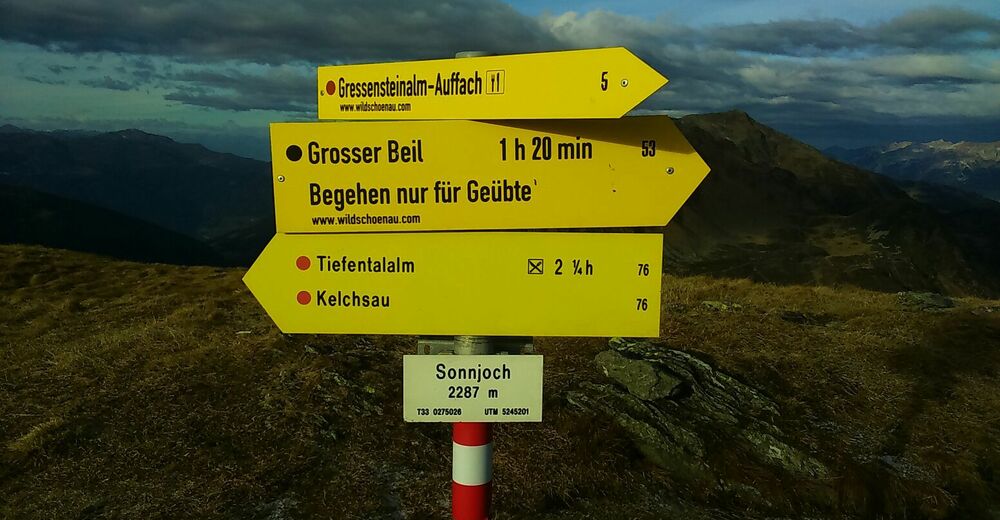 Gressensteinalm-Auffach 5
www.wildschoenau.com
Grosser Beil 1 h 20 min 53
Begehen nur für Geübte
www.wildschoenau.com
Tiefentalalm 2 ¼ h 76
Kelchsau 76
Sonnjoch
2287 m
T33 0275026 UTM 5245201